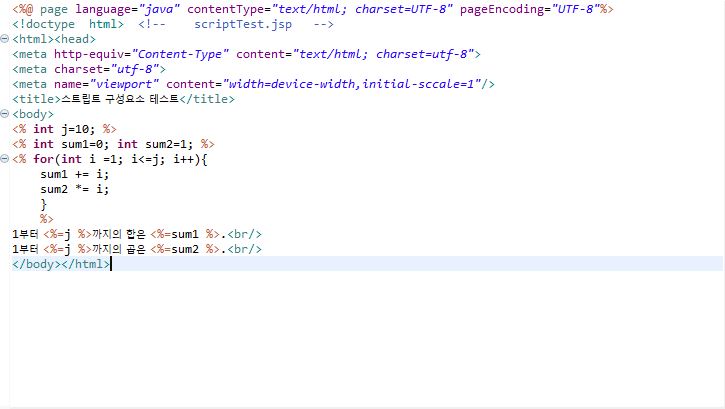 <%@ page language="java" contentType="text/html; charset=UTF-8" pageEncoding="UTF-8"%>
<!doctype html> <!-- scriptTest.jsp -->
<html><head>
<meta http-equiv="Content-Type" content="text/html; charset=utf-8">
<meta charset="utf-8">
<meta name="viewport" content="width=device-width,initial-sccale=1"/>
<title>스트립트 구성요소 테스트</title>
<body>
<% int j=10; %>
<% int sum1=0; int sum2=1; %>
<% for(int i =1; i<=j; i++){
sum1 += i;
sum2 *= i;
}
%>
1부터 <%=j %>까지의 합은 <%=sum1 %>.<br/>
1부터 <%=j %>까지의 곱은 <%=sum2 %>.<br/>
</body></html>